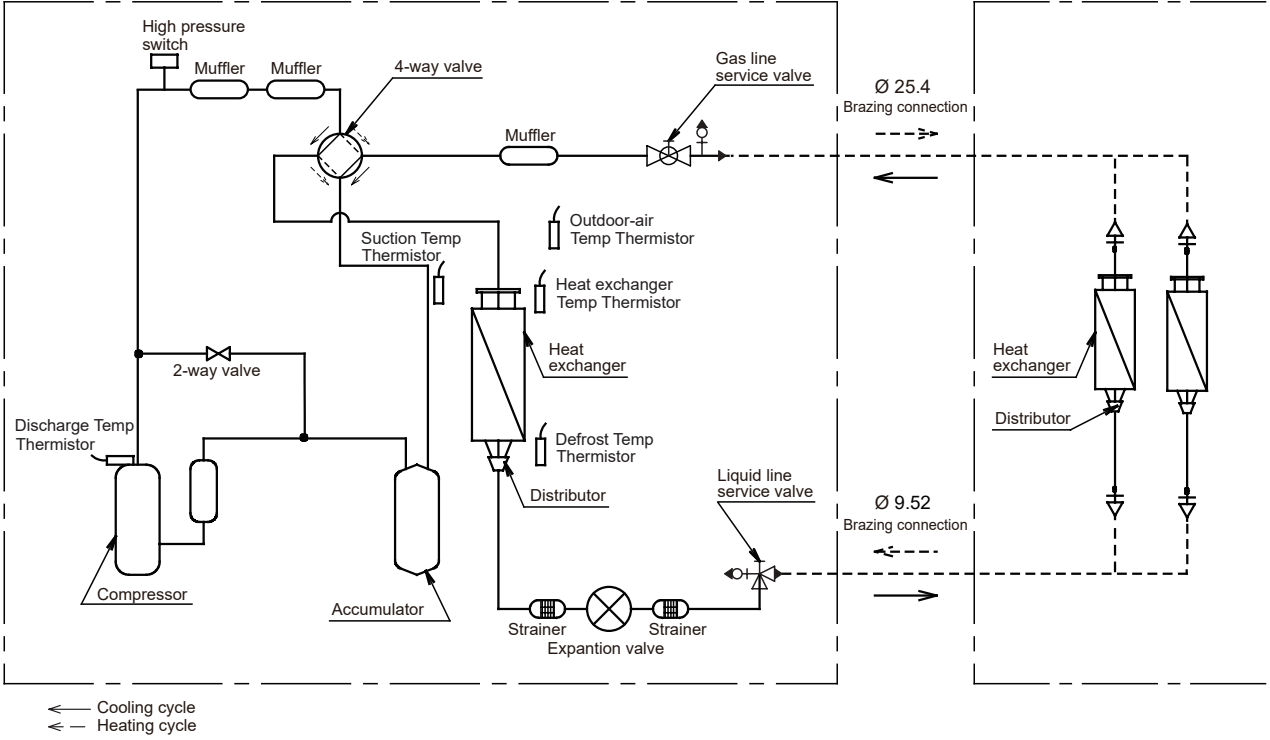 High pressure
switch
Muffler
Muffler
4-way valve
Gas line
service valve
Ø 25.4
Brazing connection
Muffler
Outdoor-air
Temp Thermistor
Suction Temp
Thermistor
Heat exchanger
Temp Thermistor
Heat
exchanger
2-way valve
Heat
exchanger
Distributor
Discharge Temp
Thermistor
Defrost Temp
Thermistor
Distributor
Liquid line
service valve
Ø 9.52
Brazing connection
Compressor
Accumulator
Strainer
Strainer
Expantion valve
Cooling cycle
Heating cycle